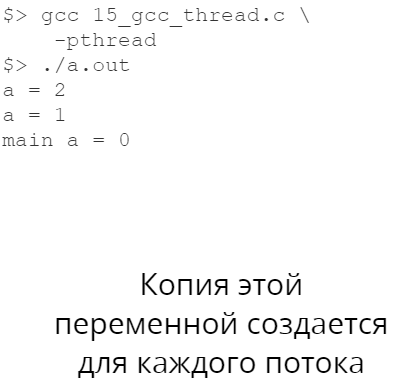 $> gcc 15_gcc_thread.c \
-pthread
$> ./a.out
a = 2
a = 1
main a = 0
Копия этой
переменной создается
для каждого потока